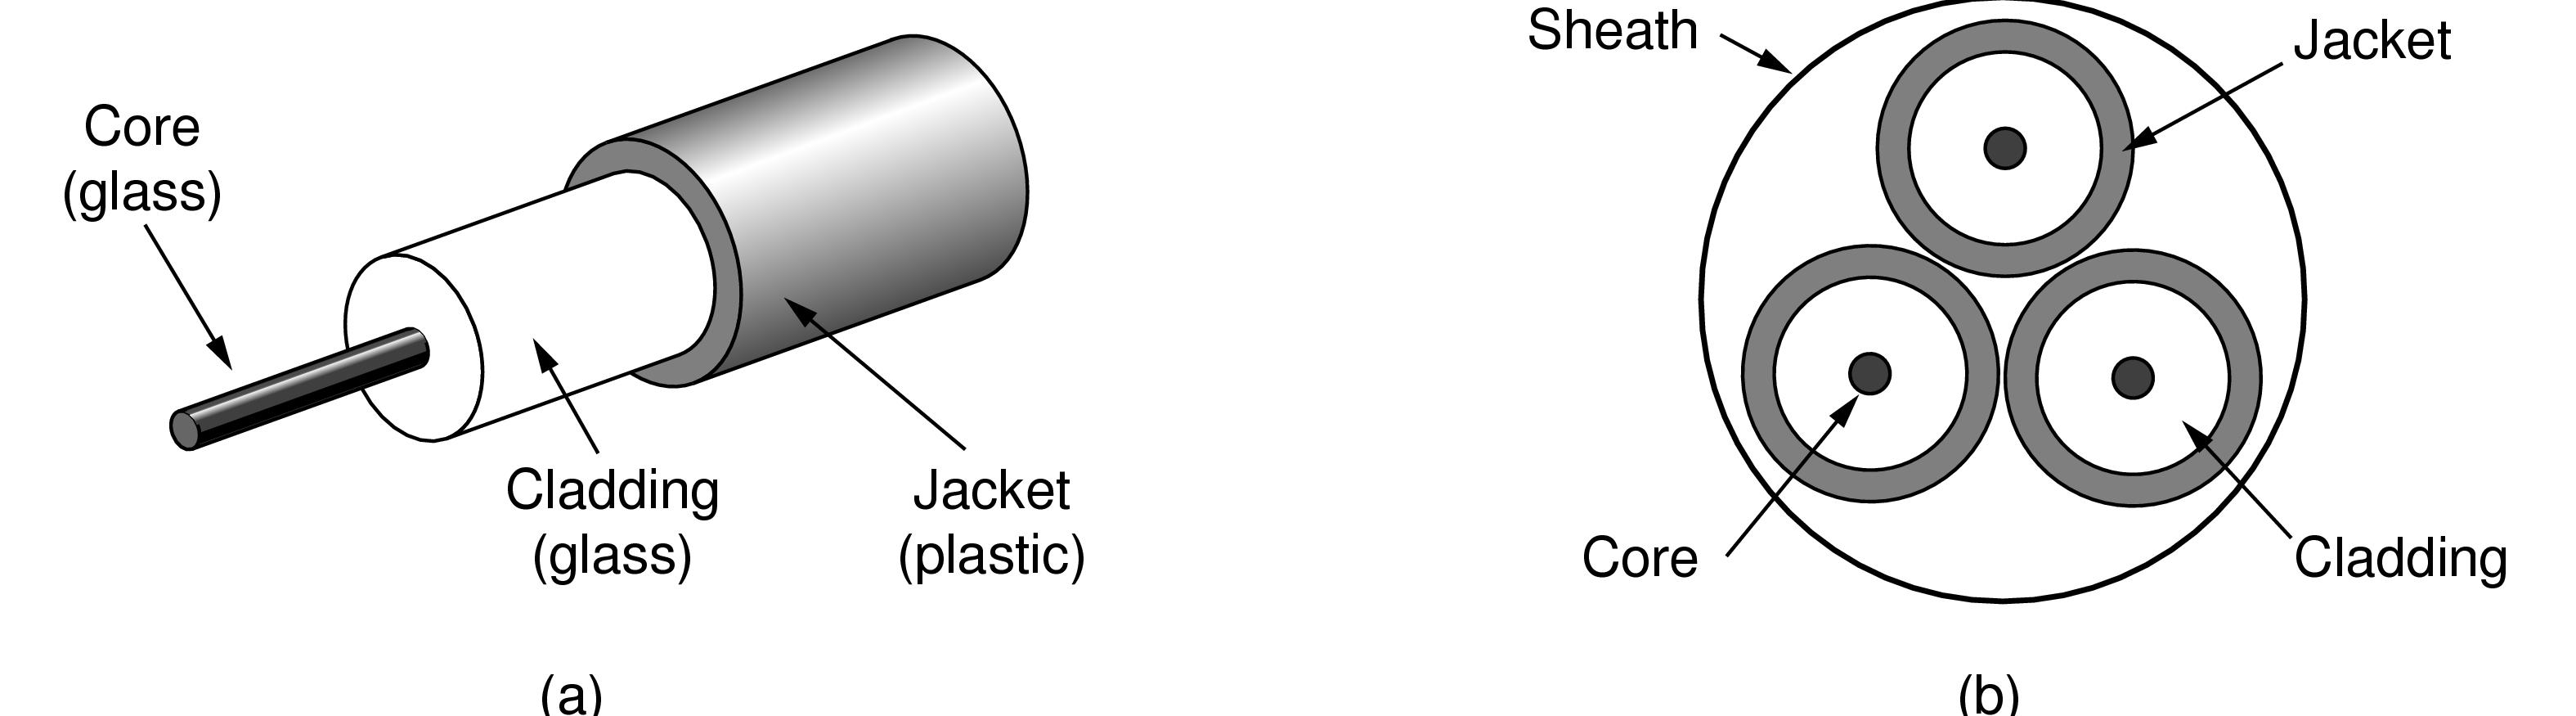 Core
(glass)
Cladding
(glass)
Jacket
(plastic)
(a)
Sheath
Jacket
Core
Cladding
(b)